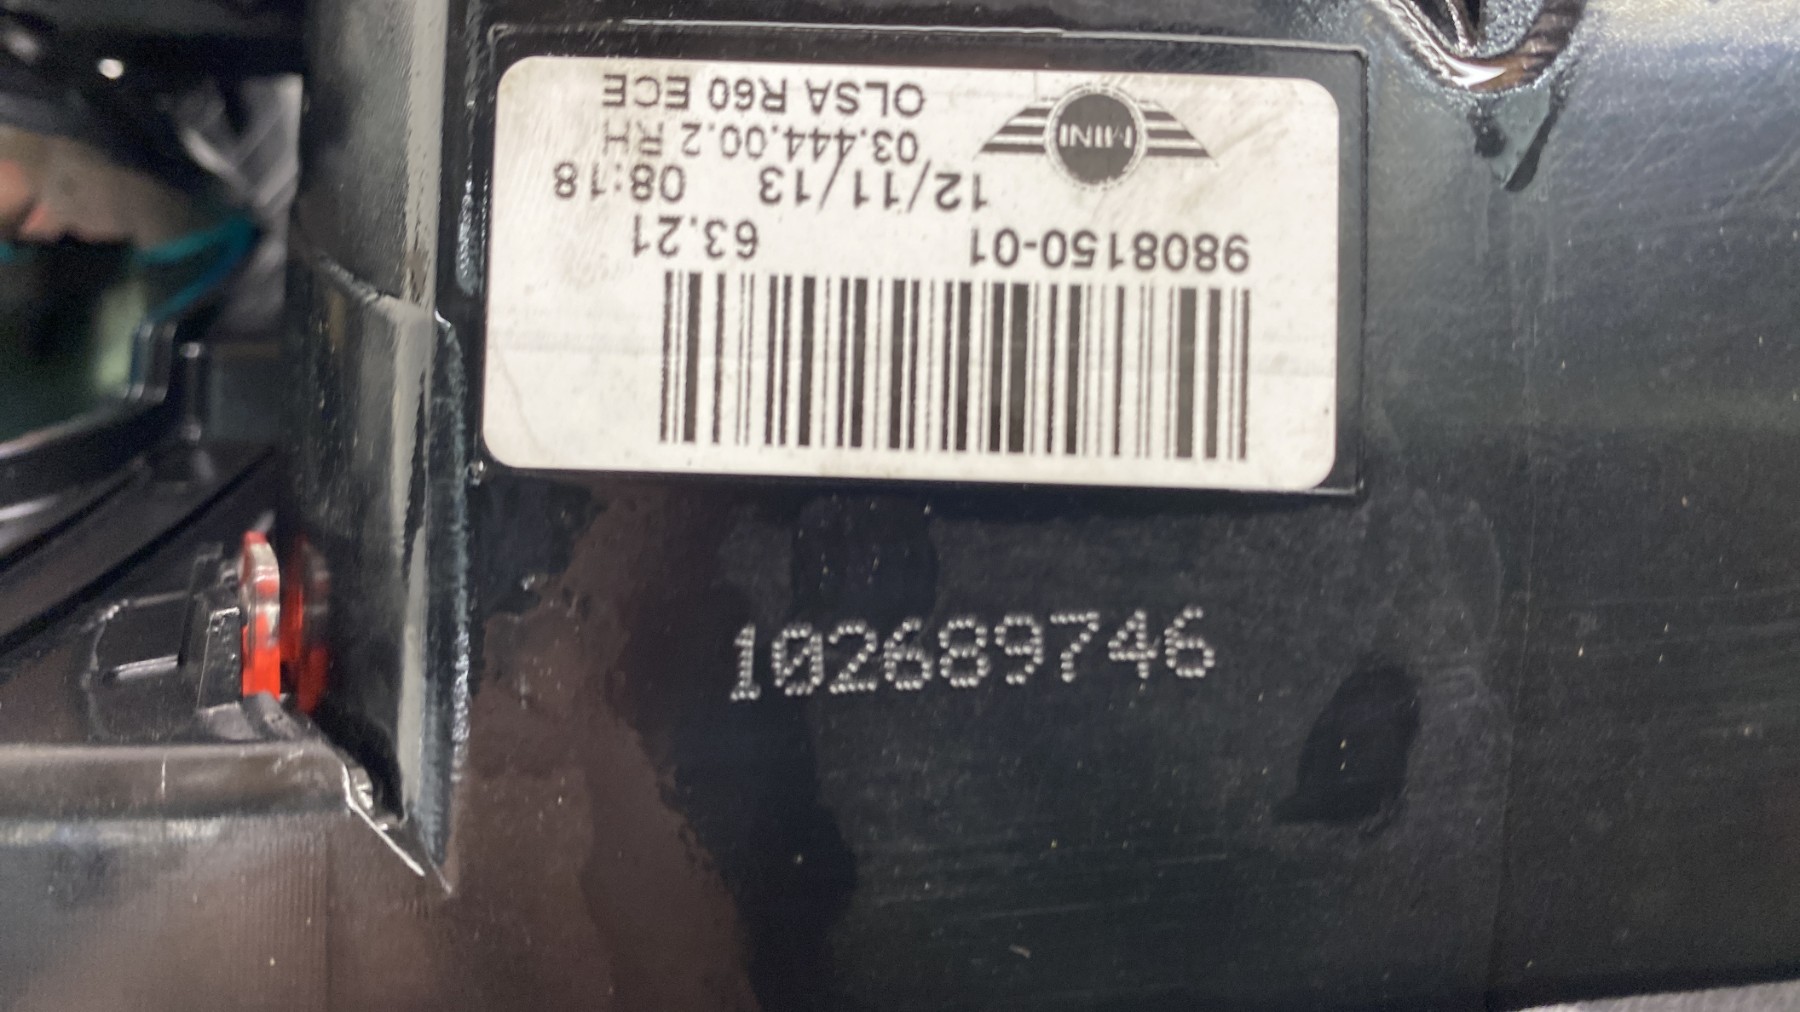 9808150-01 63.21
12/11/13 08:18
03.444.00.2 RH
OLSA R60 ECE
MINI
102689746